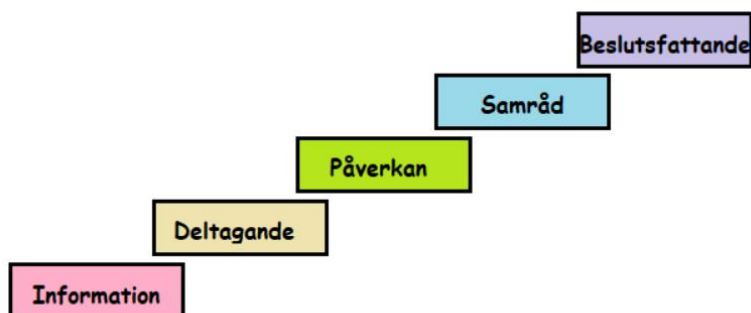 Beslutsfattande
Samråd
Påverkan
Deltagande
Information